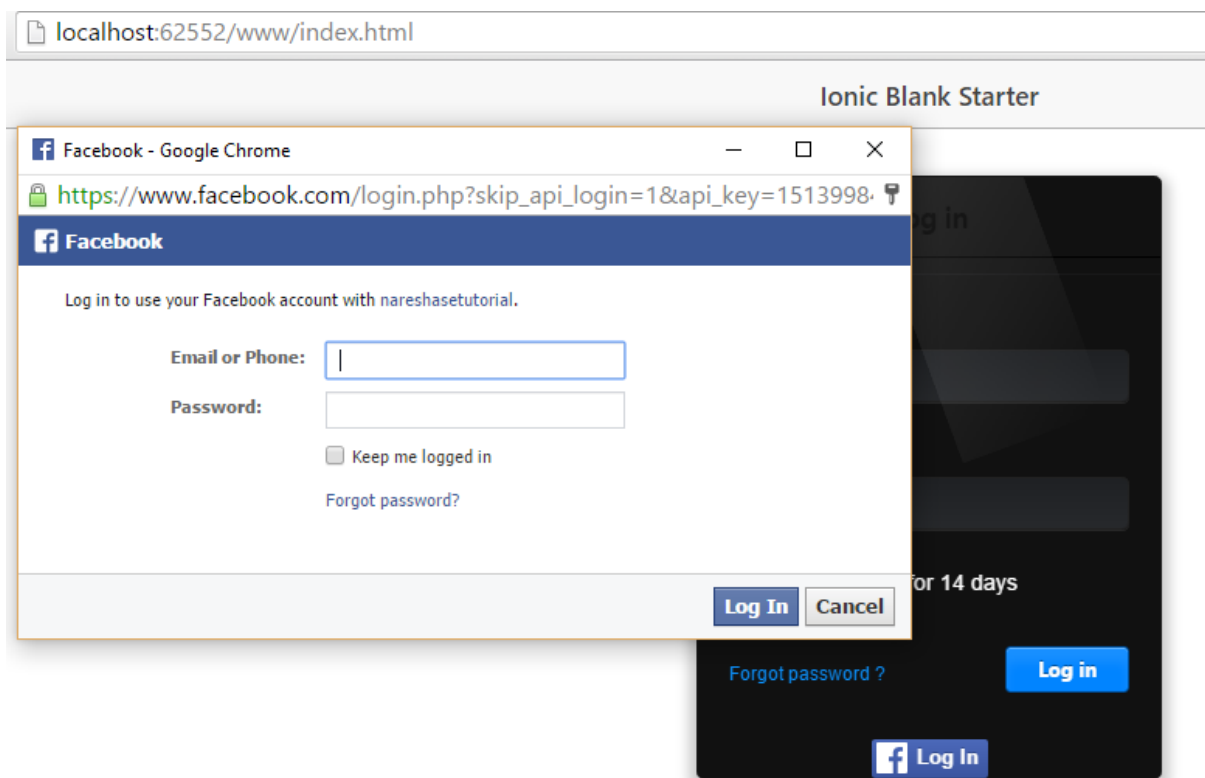 localhost:62552/www/index.html
Ionic Blank Starter
Facebook - Google Chrome
https://www.facebook.com/login.php?skip_api_login=1&api_key=1513998
Facebook
Log in to use your Facebook account with nareshasetutorial.
Email or Phone:
Password:
Keep me logged in
Forgot password?
Log In Cancel
og in
for 14 days
Forgot password ? Log in
Log In